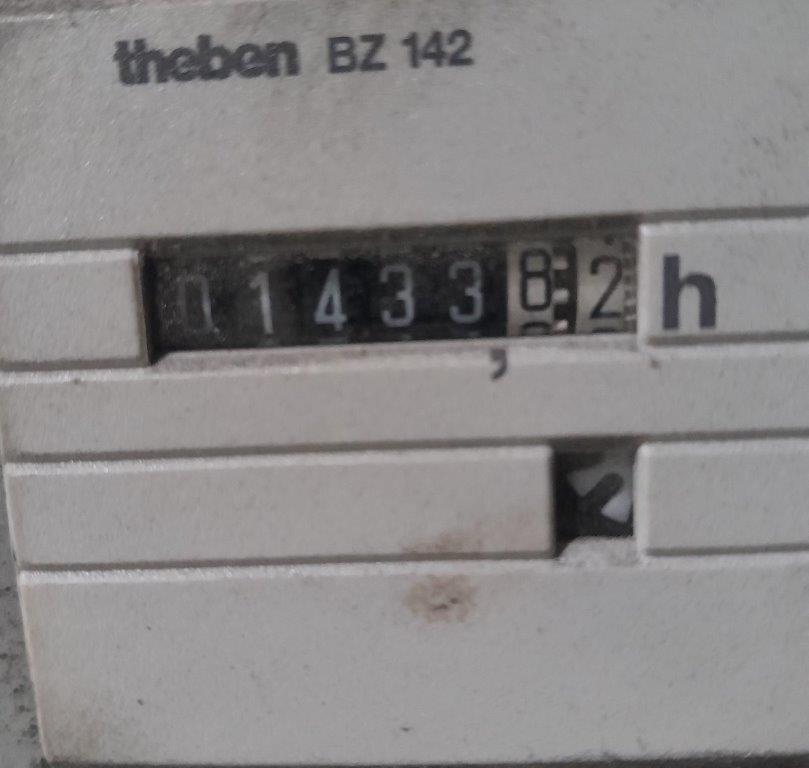 theben BZ 142
0143382 h
,